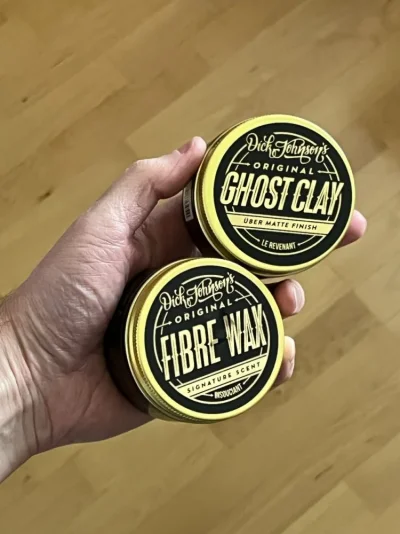 Dick Johnson's
ORIGINAL
GHOST CLAY
ÜBER MATTE FINISH
LE REVENANT
Dick Johnson's
ORIGINAL
FIBRE WAX
SIGNATURE SCENT
INSOUCIANT